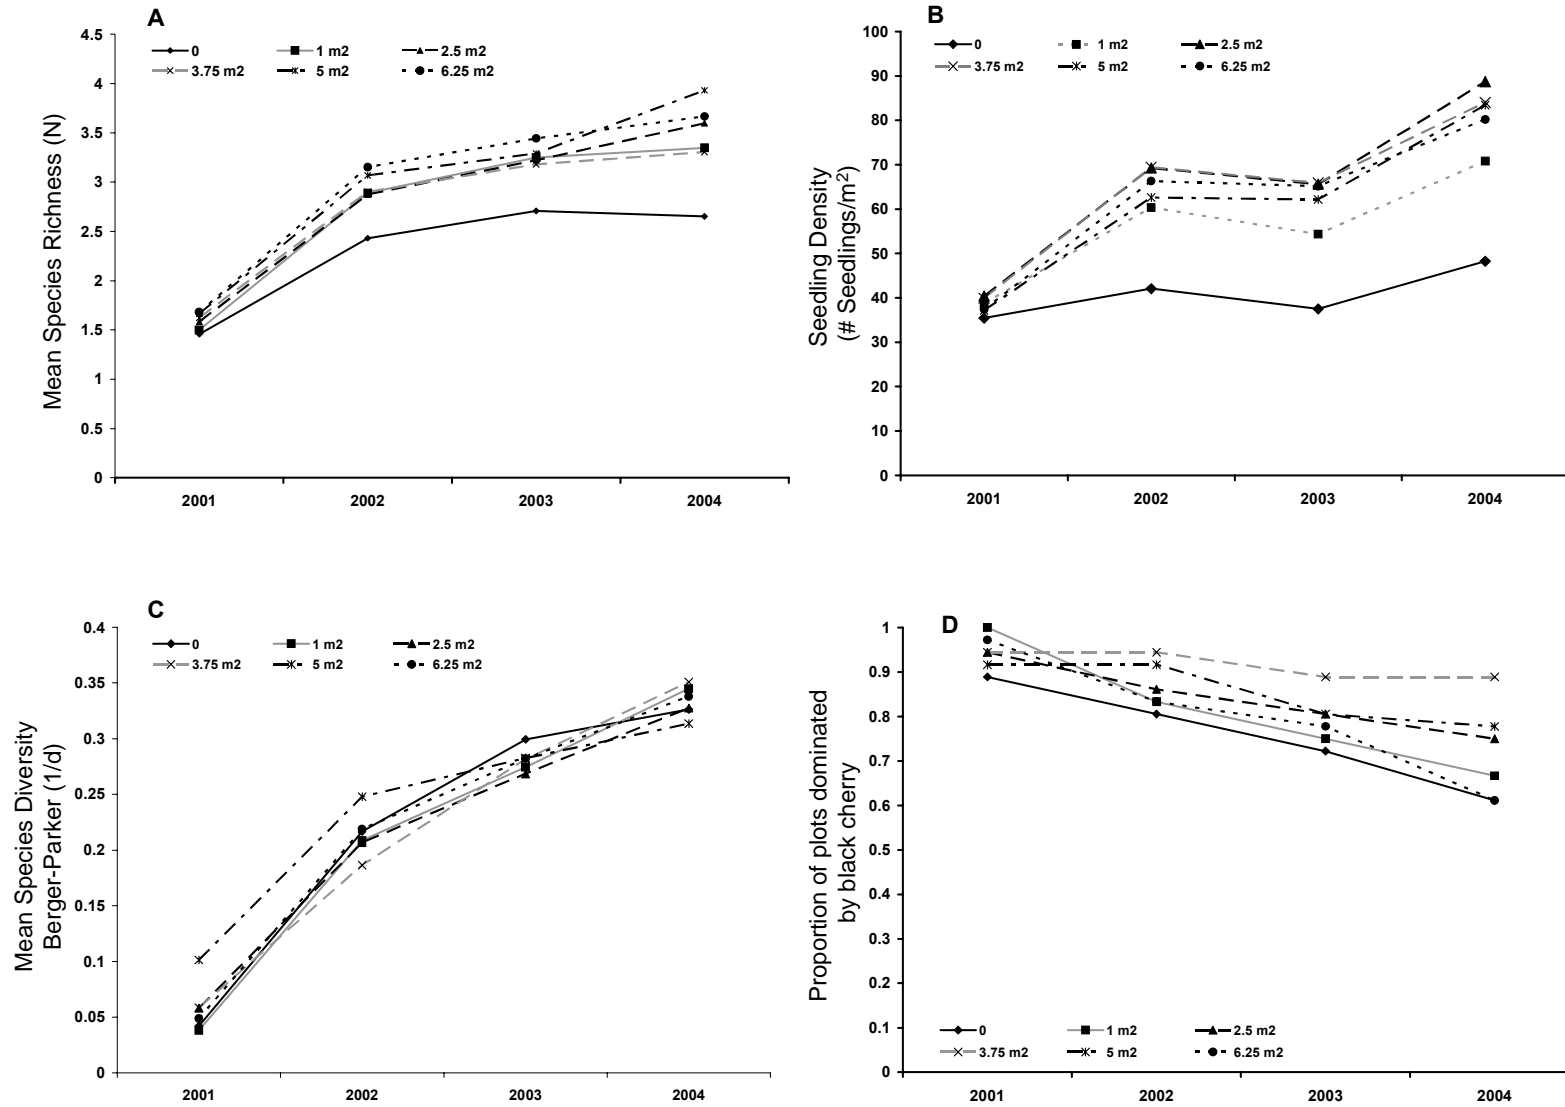 A
Mean Species Richness (N)
4.5
4
3.5
3
2.5
2
1.5
1
0.5
0
0 1 m2 2.5 m2
3.75 m2 5 m2 6.25 m2
2001 2002 2003 2004
B
Seedling Density
(# Seedlings/m2)
100
90
80
70
60
50
40
30
20
10
0
0 1 m2 2.5 m2
3.75 m2 5 m2 6.25 m2
2001 2002 2003 2004
C
Mean Species Diversity
Berger-Parker (1/d)
0.4
0.35
0.3
0.25
0.2
0.15
0.1
0.05
0
0 1 m2 2.5 m2
3.75 m2 5 m2 6.25 m2
2001 2002 2003 2004
D
Proportion of plots dominated
by black cherry
1
0.9
0.8
0.7
0.6
0.5
0.4
0.3
0.2
0.1
0
0 1 m2 2.5 m2
3.75 m2 5 m2 6.25 m2
2001 2002 2003 2004